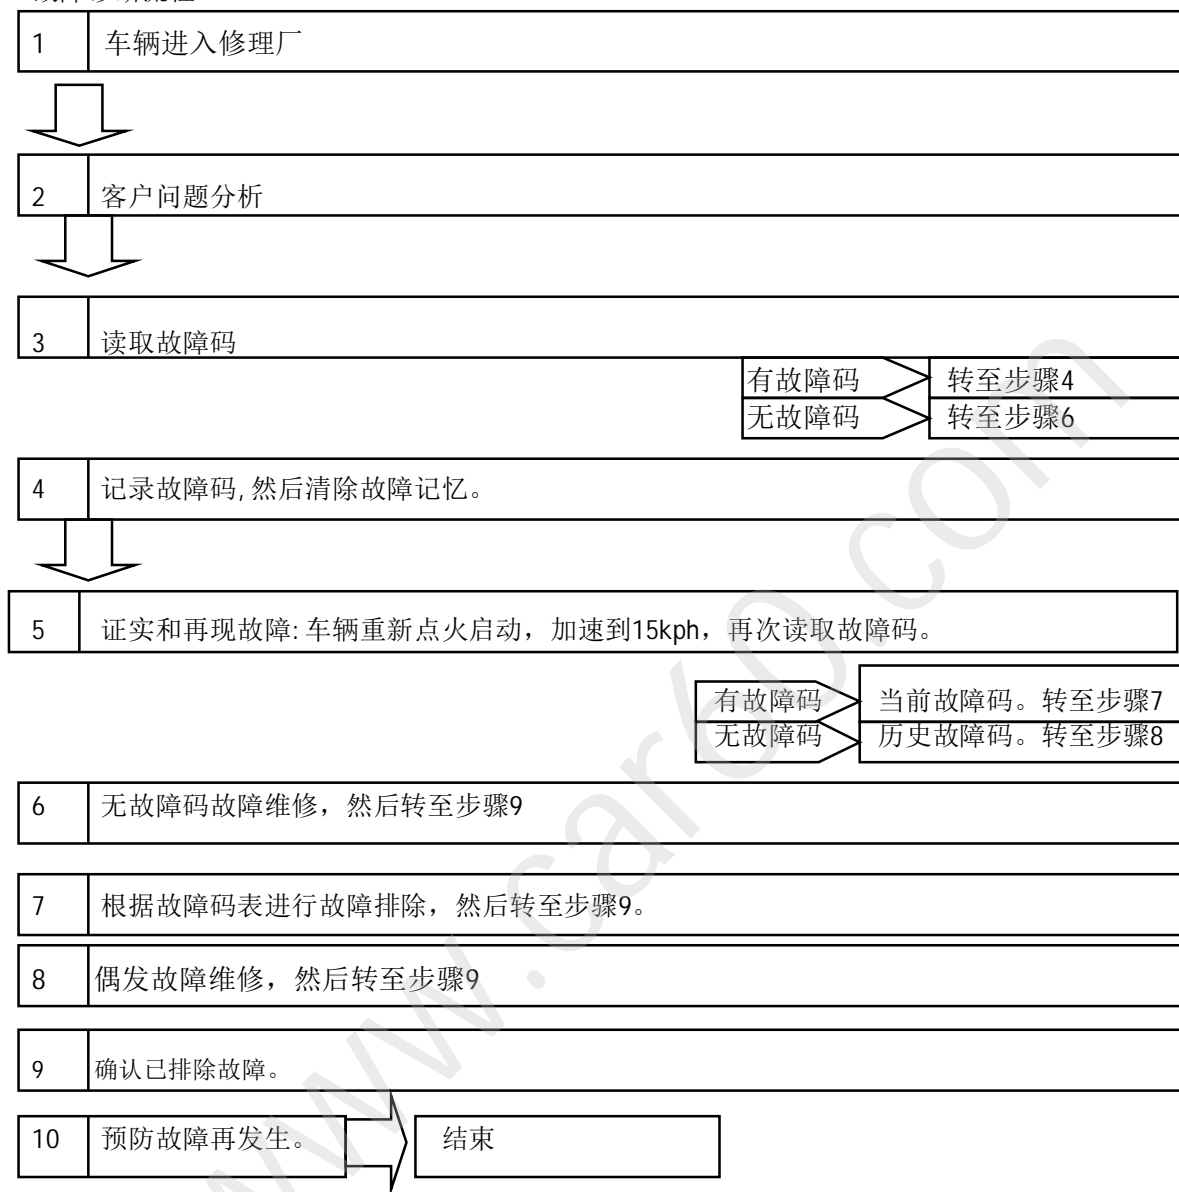 1 车辆进入修理厂
2 客户问题分析
3 读取故障码
有故障码 转至步骤4
无故障码 转至步骤6
4 记录故障码,然后清除故障记忆。
5 证实和再现故障:车辆重新点火启动，加速到15kph，再次读取故障码。
有故障码 当前故障码。转至步骤7
无故障码 历史故障码。转至步骤8
6 无故障码故障维修，然后转至步骤9
7 根据故障码表进行故障排除，然后转至步骤9。
8 偶发故障维修，然后转至步骤9
9 确认已排除故障。
10 预防故障再发生。 结束
www.car60.com